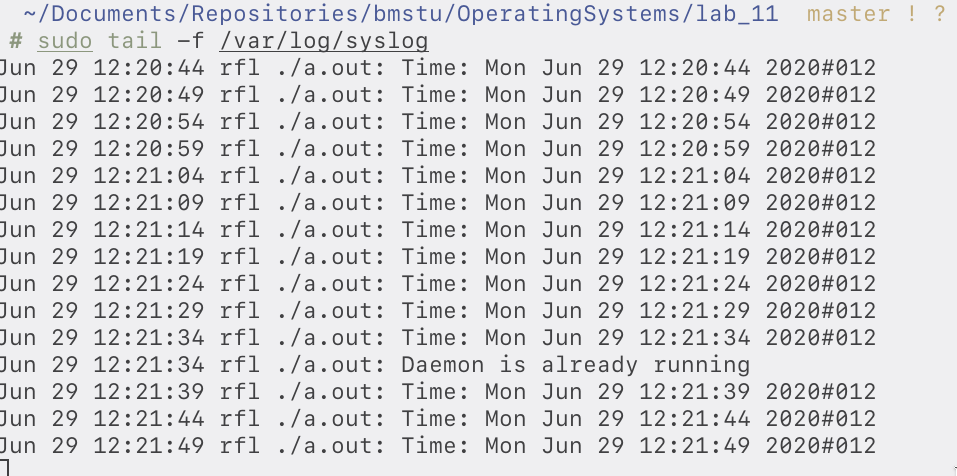 ~/Documents/Repositories/bmstu/OperatingSystems/lab_11 master ! ?
# sudo tail -f /var/log/syslog
Jun 29 12:20:44 rfl ./a.out: Time: Mon Jun 29 12:20:44 2020#012
Jun 29 12:20:49 rfl ./a.out: Time: Mon Jun 29 12:20:49 2020#012
Jun 29 12:20:54 rfl ./a.out: Time: Mon Jun 29 12:20:54 2020#012
Jun 29 12:20:59 rfl ./a.out: Time: Mon Jun 29 12:20:59 2020#012
Jun 29 12:21:04 rfl ./a.out: Time: Mon Jun 29 12:21:04 2020#012
Jun 29 12:21:09 rfl ./a.out: Time: Mon Jun 29 12:21:09 2020#012
Jun 29 12:21:14 rfl ./a.out: Time: Mon Jun 29 12:21:14 2020#012
Jun 29 12:21:19 rfl ./a.out: Time: Mon Jun 29 12:21:19 2020#012
Jun 29 12:21:24 rfl ./a.out: Time: Mon Jun 29 12:21:24 2020#012
Jun 29 12:21:29 rfl ./a.out: Time: Mon Jun 29 12:21:29 2020#012
Jun 29 12:21:34 rfl ./a.out: Time: Mon Jun 29 12:21:34 2020#012
Jun 29 12:21:34 rfl ./a.out: Daemon is already running
Jun 29 12:21:39 rfl ./a.out: Time: Mon Jun 29 12:21:39 2020#012
Jun 29 12:21:44 rfl ./a.out: Time: Mon Jun 29 12:21:44 2020#012
Jun 29 12:21:49 rfl ./a.out: Time: Mon Jun 29 12:21:49 2020#012